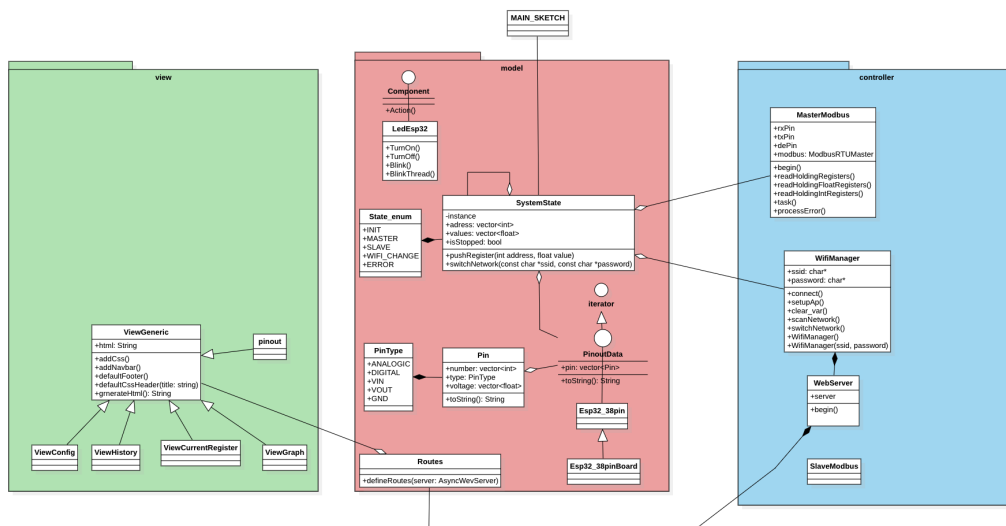 MAIN_SKETCH
view
ViewGeneric
+html: String
+addCss()
+addNavbar()
+defaultFooter()
+defaultCssHeader(title: string)
+grnerateHtml(): String
pinout
ViewConfig
ViewHistory
ViewCurrentRegister
ViewGraph
model
Component
+Action()
LedEsp32
+TurnOn()
+TurnOff()
+Blink()
+BlinkThread()
State_enum
+INIT
+MASTER
+SLAVE
+WIFI_CHANGE
+ERROR
SystemState
-instance
+adress: vector<int>
+values: vector<float>
+isStopped: bool
+pushRegister(int address, float value)
+switchNetwork(const char *ssid, const char *password)
iterator
PinType
+ANALOGIC
+DIGITAL
+VIN
+VOUT
+GND
Pin
+number: vector<int>
+type: PinType
+voltage: vector<float>
+toString(): String
PinoutData
+pin: vector<Pin>
+toString(): String
Esp32_38pin
Esp32_38pinBoard
Routes
+defineRoutes(server: AsyncWevServer)
controller
MasterModbus
+rxPin
+txPin
+dePin
+modbus: ModbusRTUMaster
+begin()
+readHoldingRegisters()
+readHoldingFloatRegisters()
+readHoldingIntRegisters()
+task()
+processError()
WifiManager
+ssid: char*
+password: char*
+connect()
+setupAp()
+clear_var()
+scanNetwork()
+switchNetwork()
+WifiManager()
+WifiManager(ssid, password)
WebServer
+server
+begin()
SlaveModbus